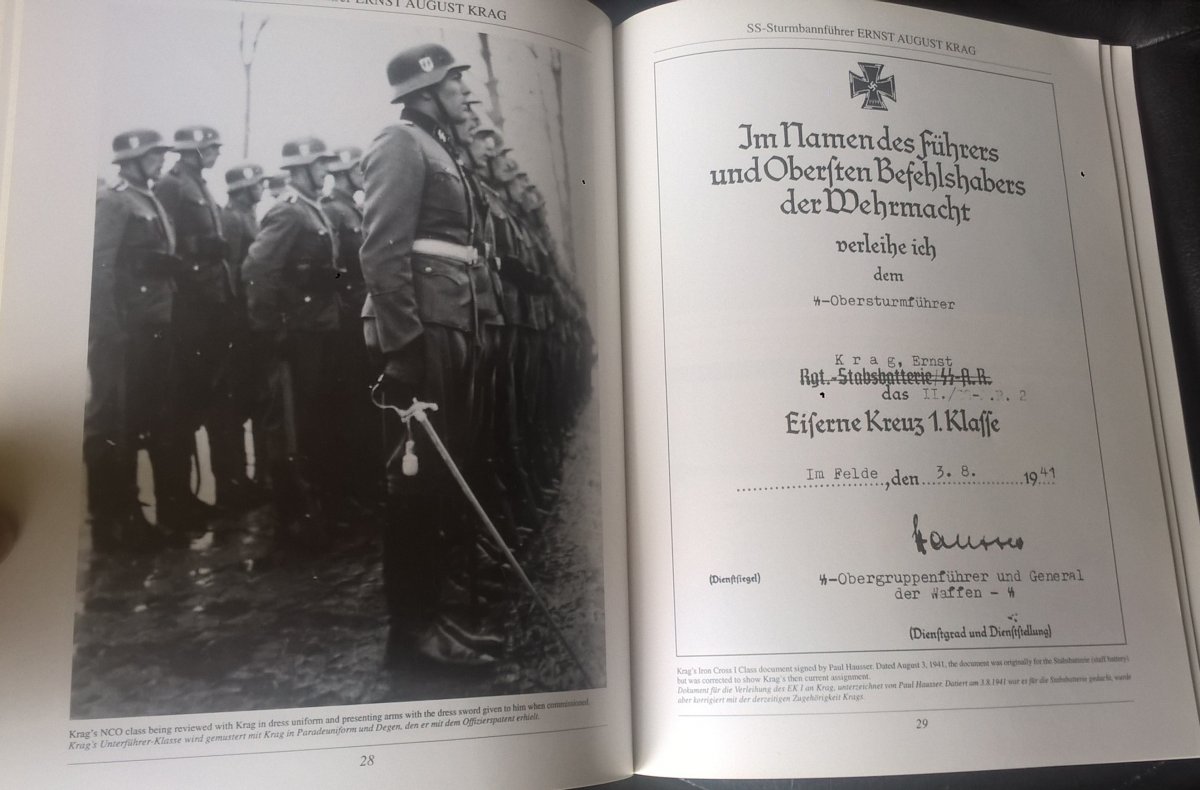 ERNST AUGUST KRAG
Krag's NCO class being reviewed with Krag in dress uniform and presenting arms with the dress sword given to him when commissioned.
Krag's Unterführer-Klasse wird gemustert mit Krag in Paradeuniform und Degen, den er mit dem Offizierspatent erhielt.
28
SS-Sturmbannführer ERNST AUGUST KRAG
Im Namen des Führers
und Oberſten Befehlshabers
der Wehrmacht
verleihe ich
dem
ᛋᛋ-Obersturmführer
K r a g, Ernst
Rgt.-Stabsbatterie/ᛋᛋ-A.R.
das II./
Eiſerne Kreuz 1. Klaſſe
Im Felde, den 3. 8. 1941
Hausser
(Dienſtſiegel) ᛋᛋ-Obergruppenführer und General
der Waffen - ᛋᛋ
(Dienſtgrad und Dienſtſtellung)
Krag's Iron Cross I Class document signed by Paul Hausser. Dated August 3, 1941, the document was originally for the Stabsbatterie (staff battery)
but was corrected to show Krag's then current assignment.
Dokument für die Verleihung des EK I an Krag, unterzeichnet von Paul Hausser. Datiert am 3.8.1941 war es für die Stabsbatterie gedacht, wurde
aber korrigiert mit der derzeitigen Zugehörigkeit Krags.
29